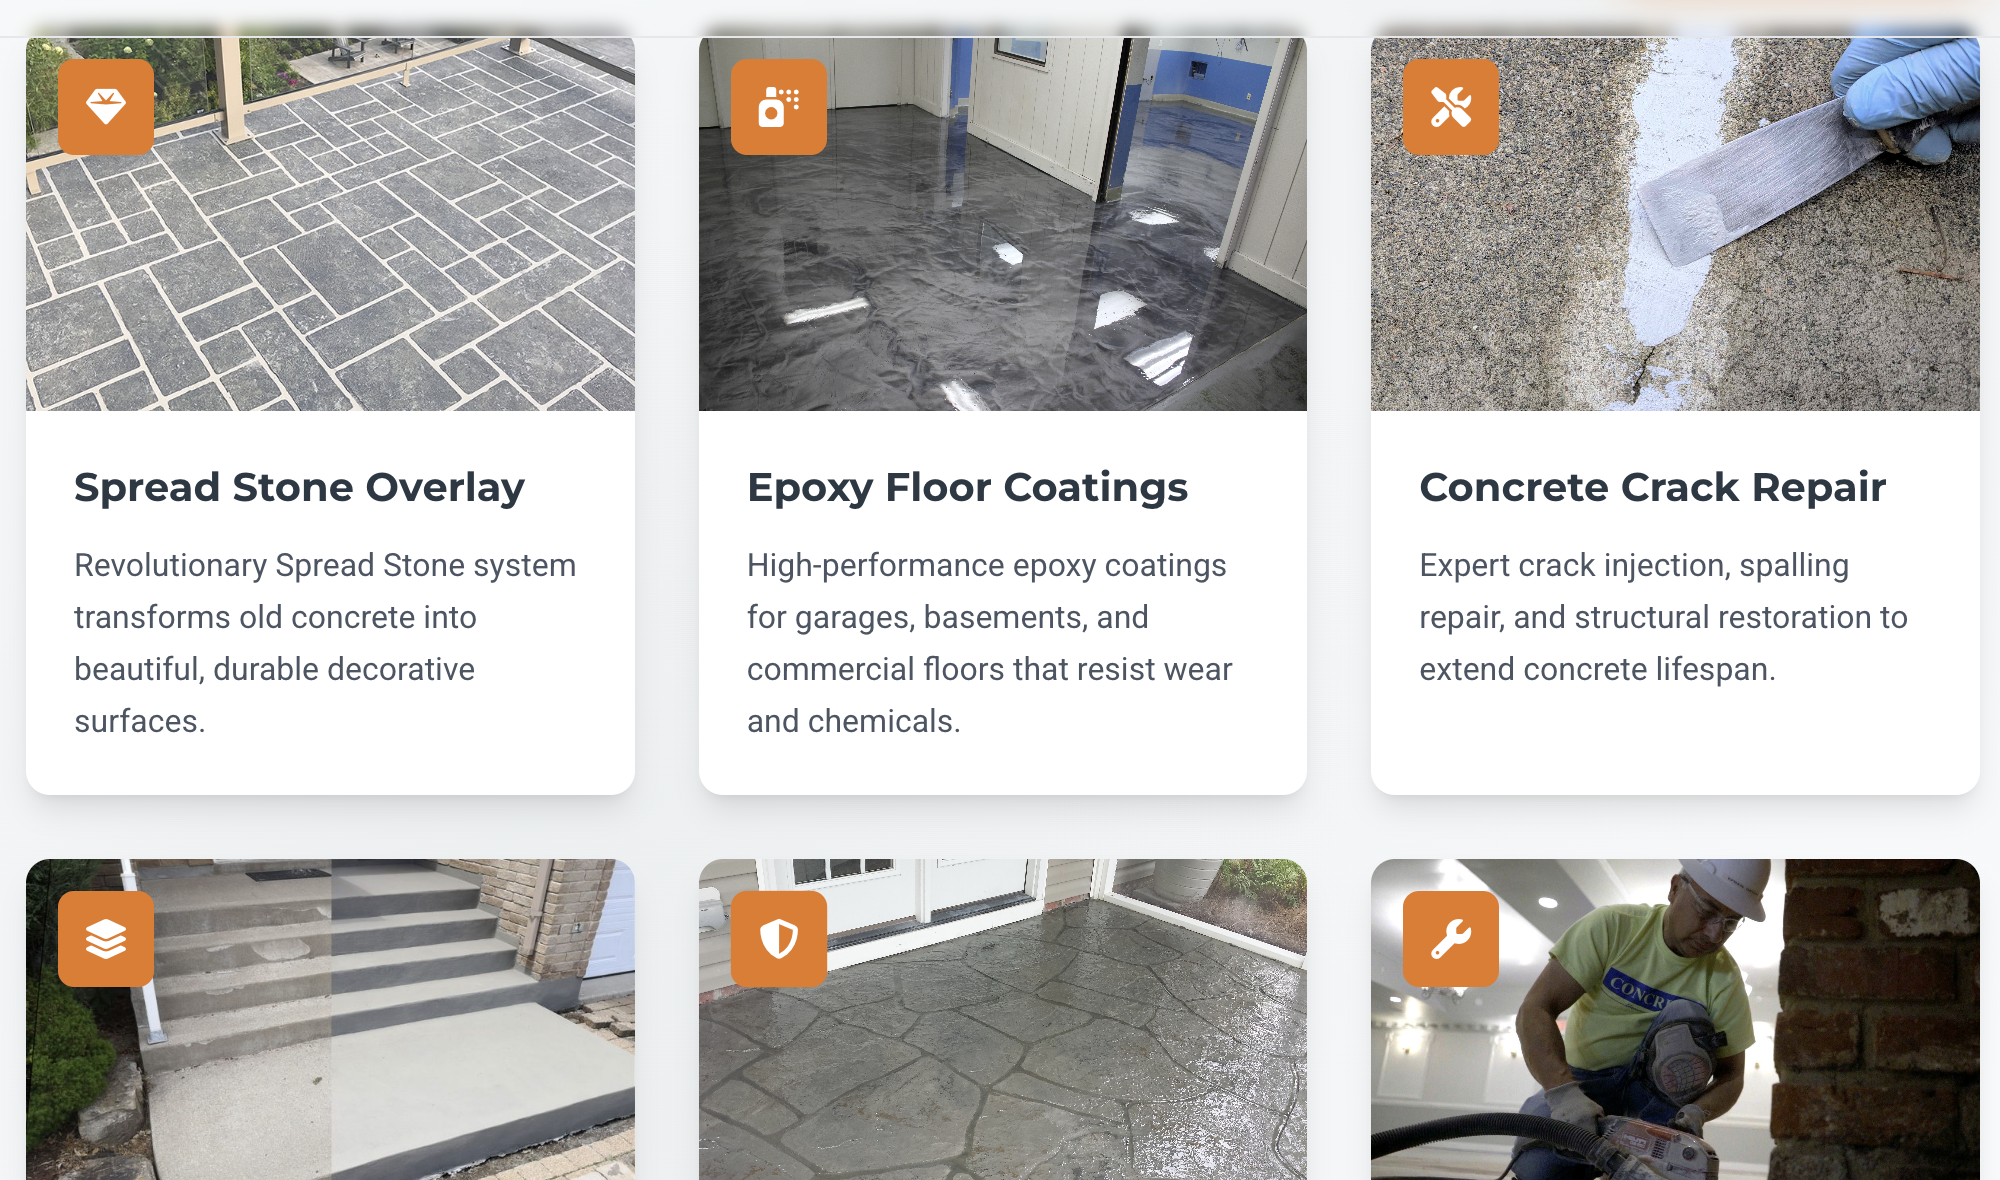 Spread Stone Overlay
Revolutionary Spread Stone system
transforms old concrete into
beautiful, durable decorative
surfaces.
Epoxy Floor Coatings
High-performance epoxy coatings
for garages, basements, and
commercial floors that resist wear
and chemicals.
Concrete Crack Repair
Expert crack injection, spalling
repair, and structural restoration to
extend concrete lifespan.